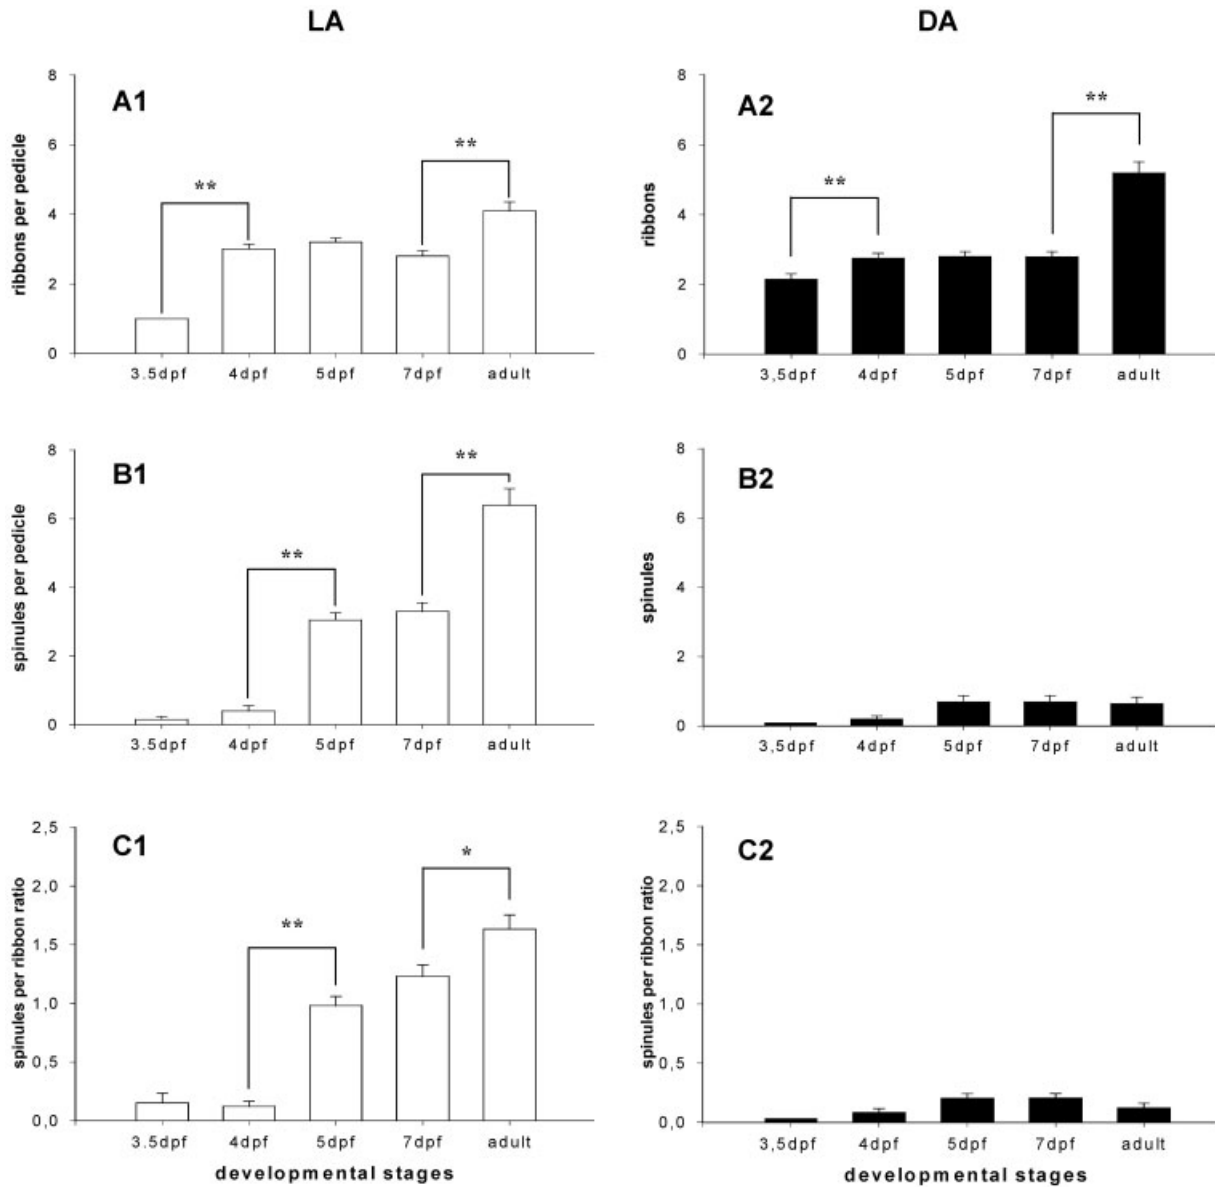 LA
DA
A1
ribbons per pedicle
8
6
4
2
0
**
**
3.5dpf 4dpf 5dpf 7dpf adult
A2
ribbons
8
6
4
2
0
**
**
3,5dpf 4dpf 5dpf 7dpf adult
B1
spinules per pedicle
8
6
4
2
0
**
**
3.5dpf 4dpf 5dpf 7dpf adult
B2
spinules
8
6
4
2
0
3,5dpf 4dpf 5dpf 7dpf adult
C1
spinules per ribbon ratio
2,5
2,0
1,5
1,0
0,5
0,0
**
*
3.5dpf 4dpf 5dpf 7dpf adult
developmental stages
C2
spinules per ribbon ratio
2,5
2,0
1,5
1,0
0,5
0,0
3,5dpf 4dpf 5dpf 7dpf adult
developmental stages